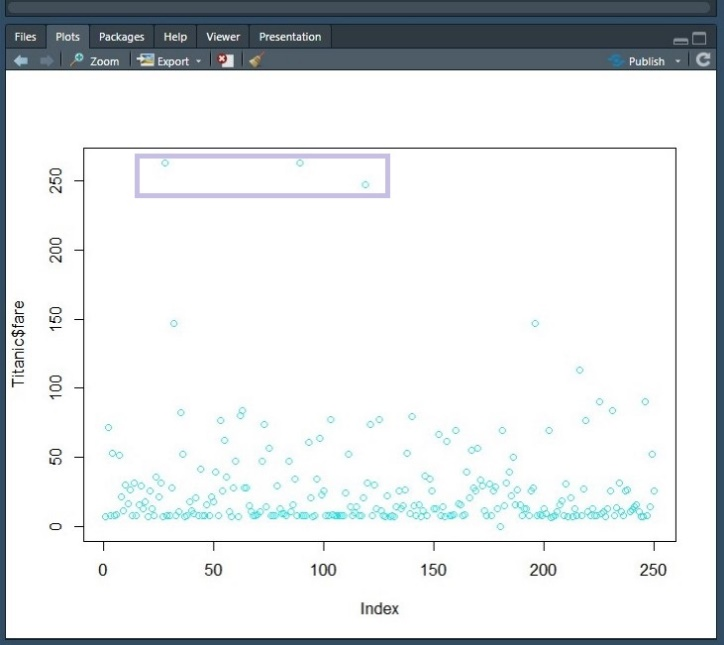 Files Plots Packages Help Viewer Presentation
Zoom Export Publish
250
200
150
100
50
0
Titanic$fare
0 50 100 150 200 250
Index